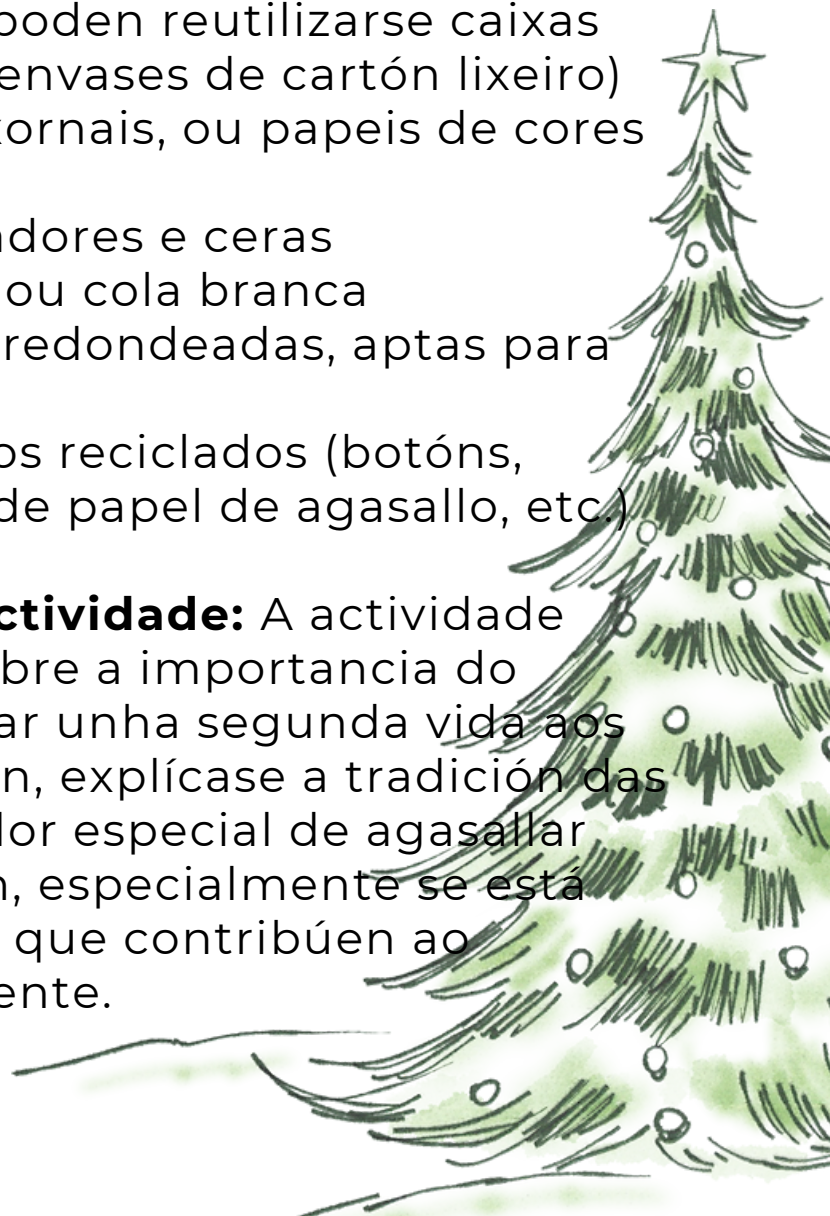 poden reutilizarse caixas
envases de cartón lixeiro)
xornais, ou papeis de cores
adores e ceras
ou cola branca
redondeadas, aptas para
os reciclados (botóns,
de papel de agasallo, etc.)
ctividade: A actividade
bre a importancia do
ar unha segunda vida aos
n, explícase a tradición das
lor especial de agasallar
n, especialmente se está
que contribúen ao
ente.